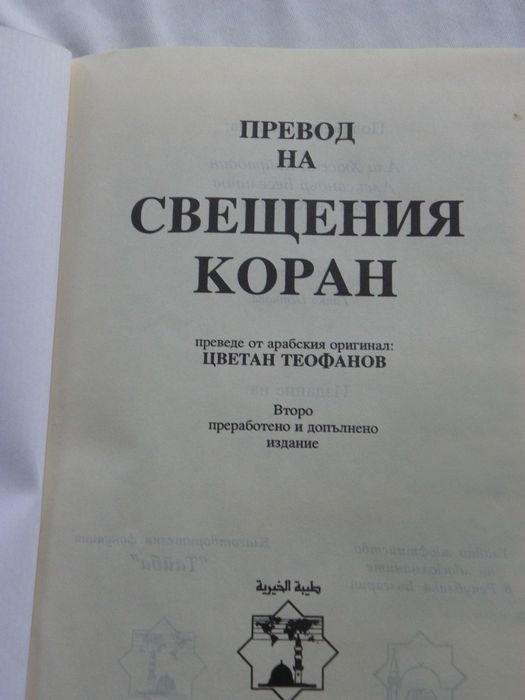 ПРЕВОД
НА
СВЕЩЕНИЯ
КОРАН
преведе от арабския оригинал:
ЦВЕТАН ТЕОФАНОВ
Второ
преработено и допълнено
издание
طيبة الخيرية